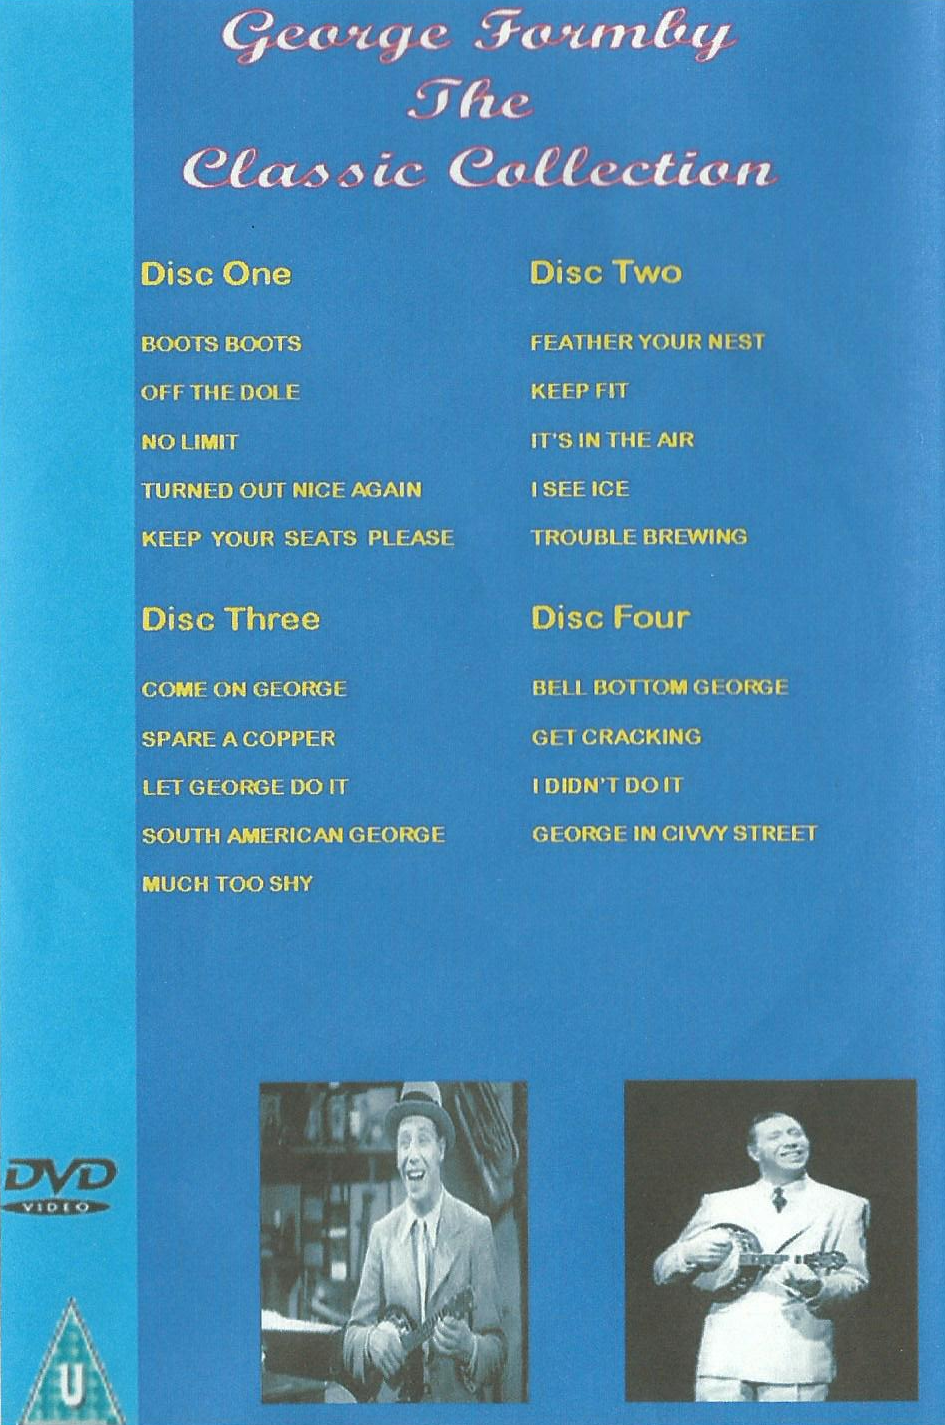 George Formby
The
Classic Collection
Disc One
BOOTS BOOTS
OFF THE DOLE
NO LIMIT
TURNED OUT NICE AGAIN
KEEP YOUR SEATS PLEASE
Disc Two
FEATHER YOUR NEST
KEEP FIT
IT'S IN THE AIR
I SEE ICE
TROUBLE BREWING
Disc Three
COME ON GEORGE
SPARE A COPPER
LET GEORGE DO IT
SOUTH AMERICAN GEORGE
MUCH TOO SHY
Disc Four
BELL BOTTOM GEORGE
GET CRACKING
I DIDN'T DO IT
GEORGE IN CIVVY STREET
DVD
VIDEO
U